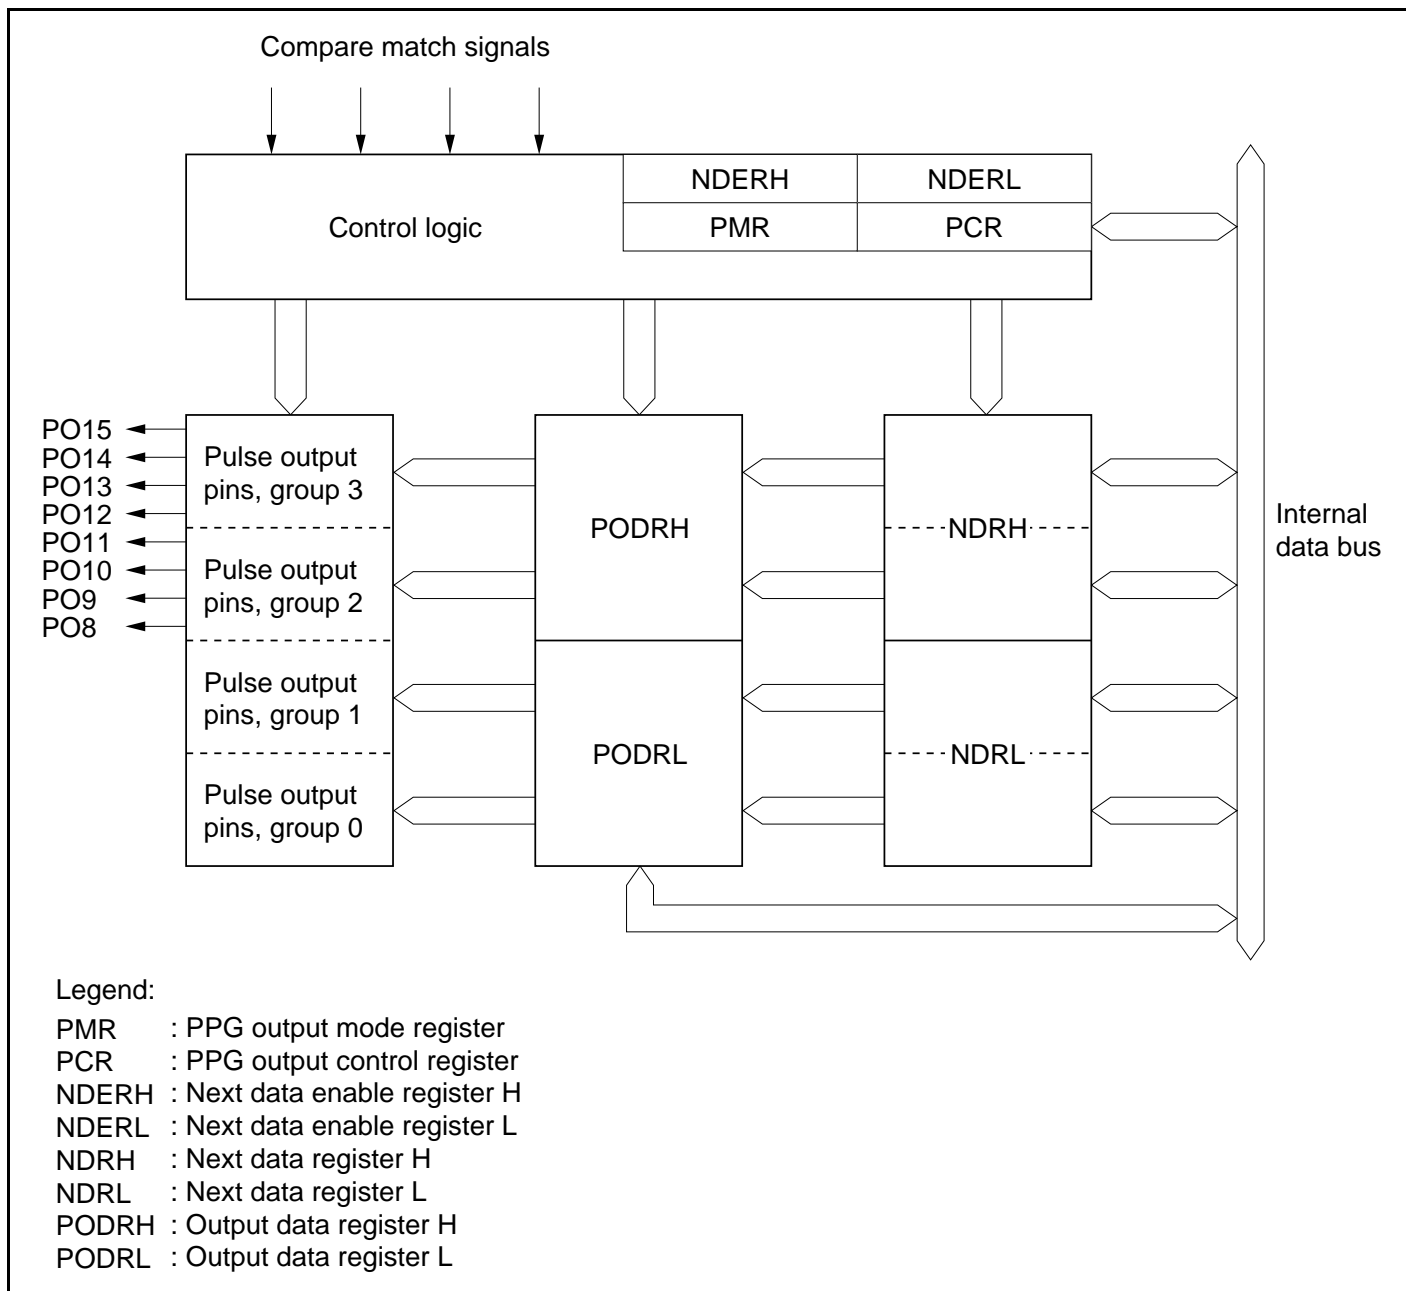 Compare match signals
NDERH NDERL
Control logic PMR PCR
PO15
PO14
PO13
PO12
PO11
PO10
PO9
PO8
Pulse output
pins, group 3
Pulse output
pins, group 2
Pulse output
pins, group 1
Pulse output
pins, group 0
PODRH
PODRL
NDRH
NDRL
Internal
data bus
Legend:
PMR : PPG output mode register
PCR : PPG output control register
NDERH : Next data enable register H
NDERL : Next data enable register L
NDRH : Next data register H
NDRL : Next data register L
PODRH : Output data register H
PODRL : Output data register L